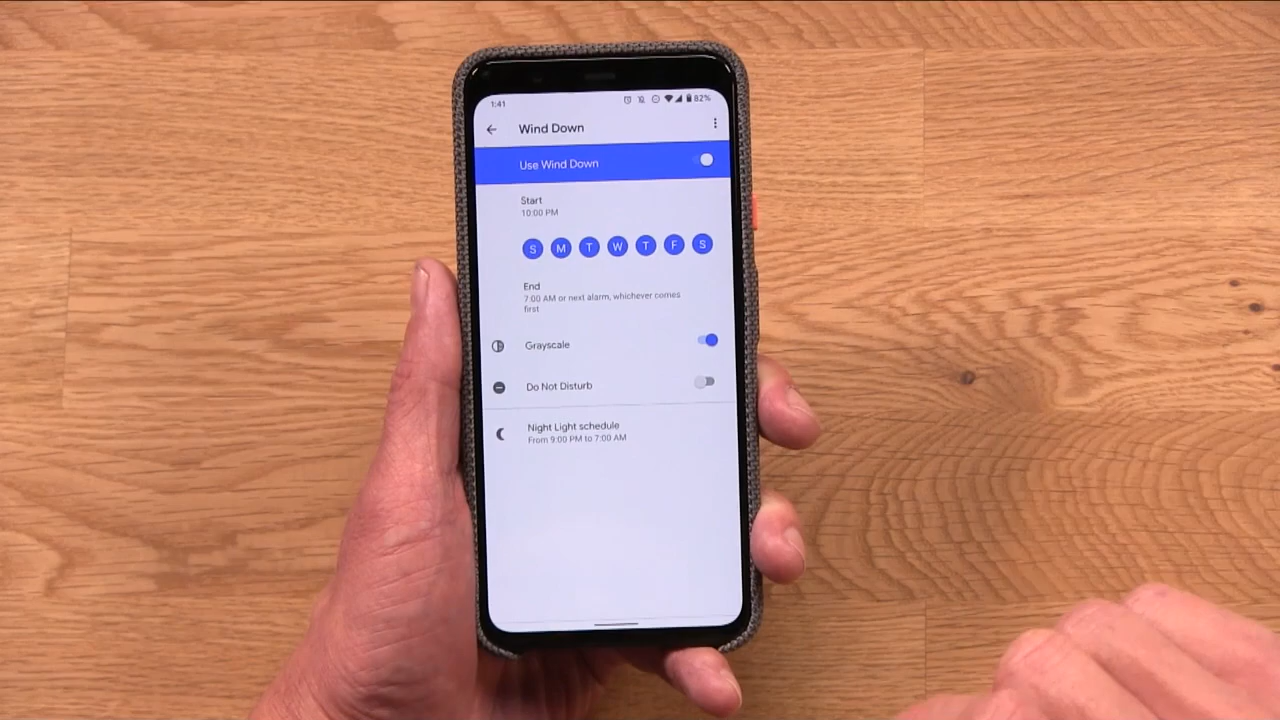 1:41
82%
Wind Down
Use Wind Down
Start
10:00 PM
S M T W T F S
End
7:00 AM or next alarm, whichever comes
first
Grayscale
Do Not Disturb
Night Light schedule
From 9:00 PM to 7:00 AM